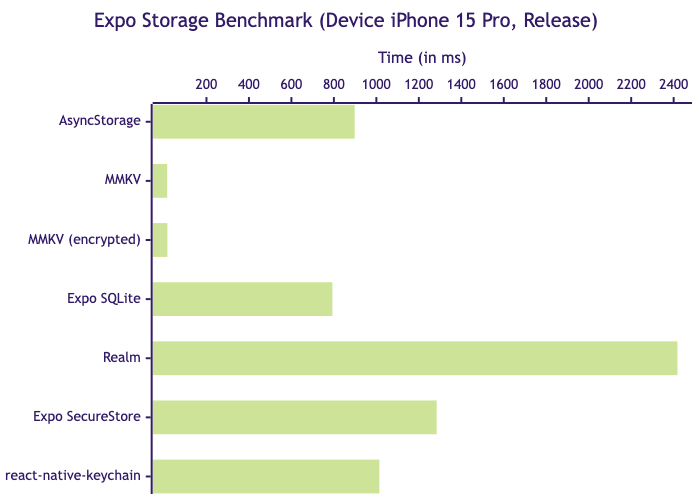 Expo Storage Benchmark (Device iPhone 15 Pro, Release)
Time (in ms)
200 400 600 800 1000 1200 1400 1600 1800 2000 2200 2400
AsyncStorage
MMKV
MMKV (encrypted)
Expo SQLite
Realm
Expo SecureStore
react-native-keychain